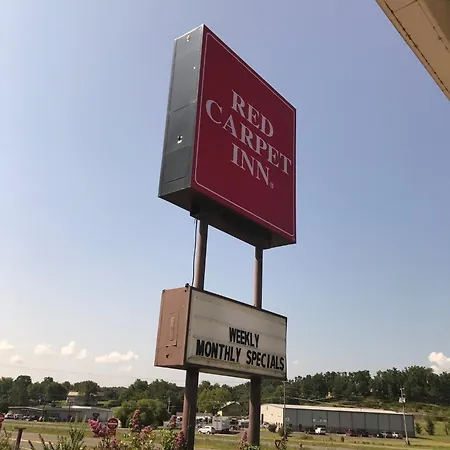 RED
CARPET
INN®
WEEKLY
MONTHLY SPECIALS